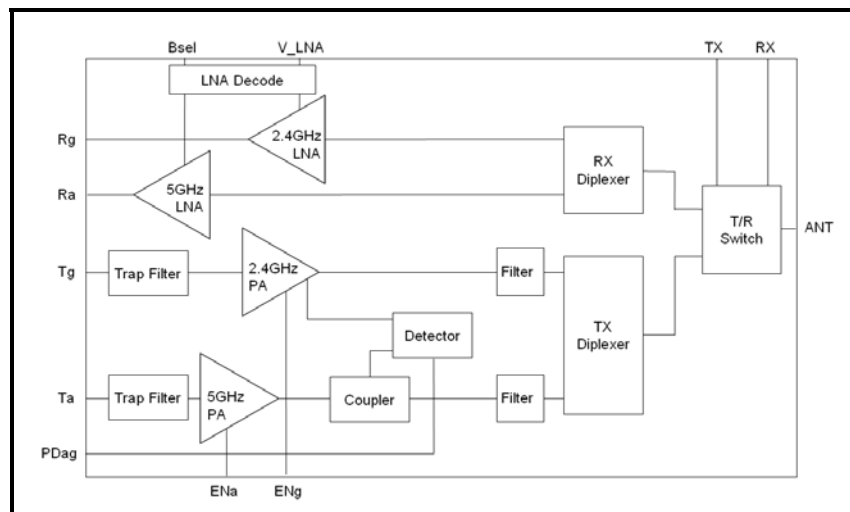 Bsel V_LNA TX RX
LNA Decode
Rg
2.4GHz
LNA
RX
Diplexer
Ra
5GHz
LNA
T/R
Switch
ANT
Tg
Trap Filter
2.4GHz
PA
Filter
TX
Diplexer
Detector
Ta
Trap Filter
5GHz
PA
Coupler
Filter
PDag
ENa ENg